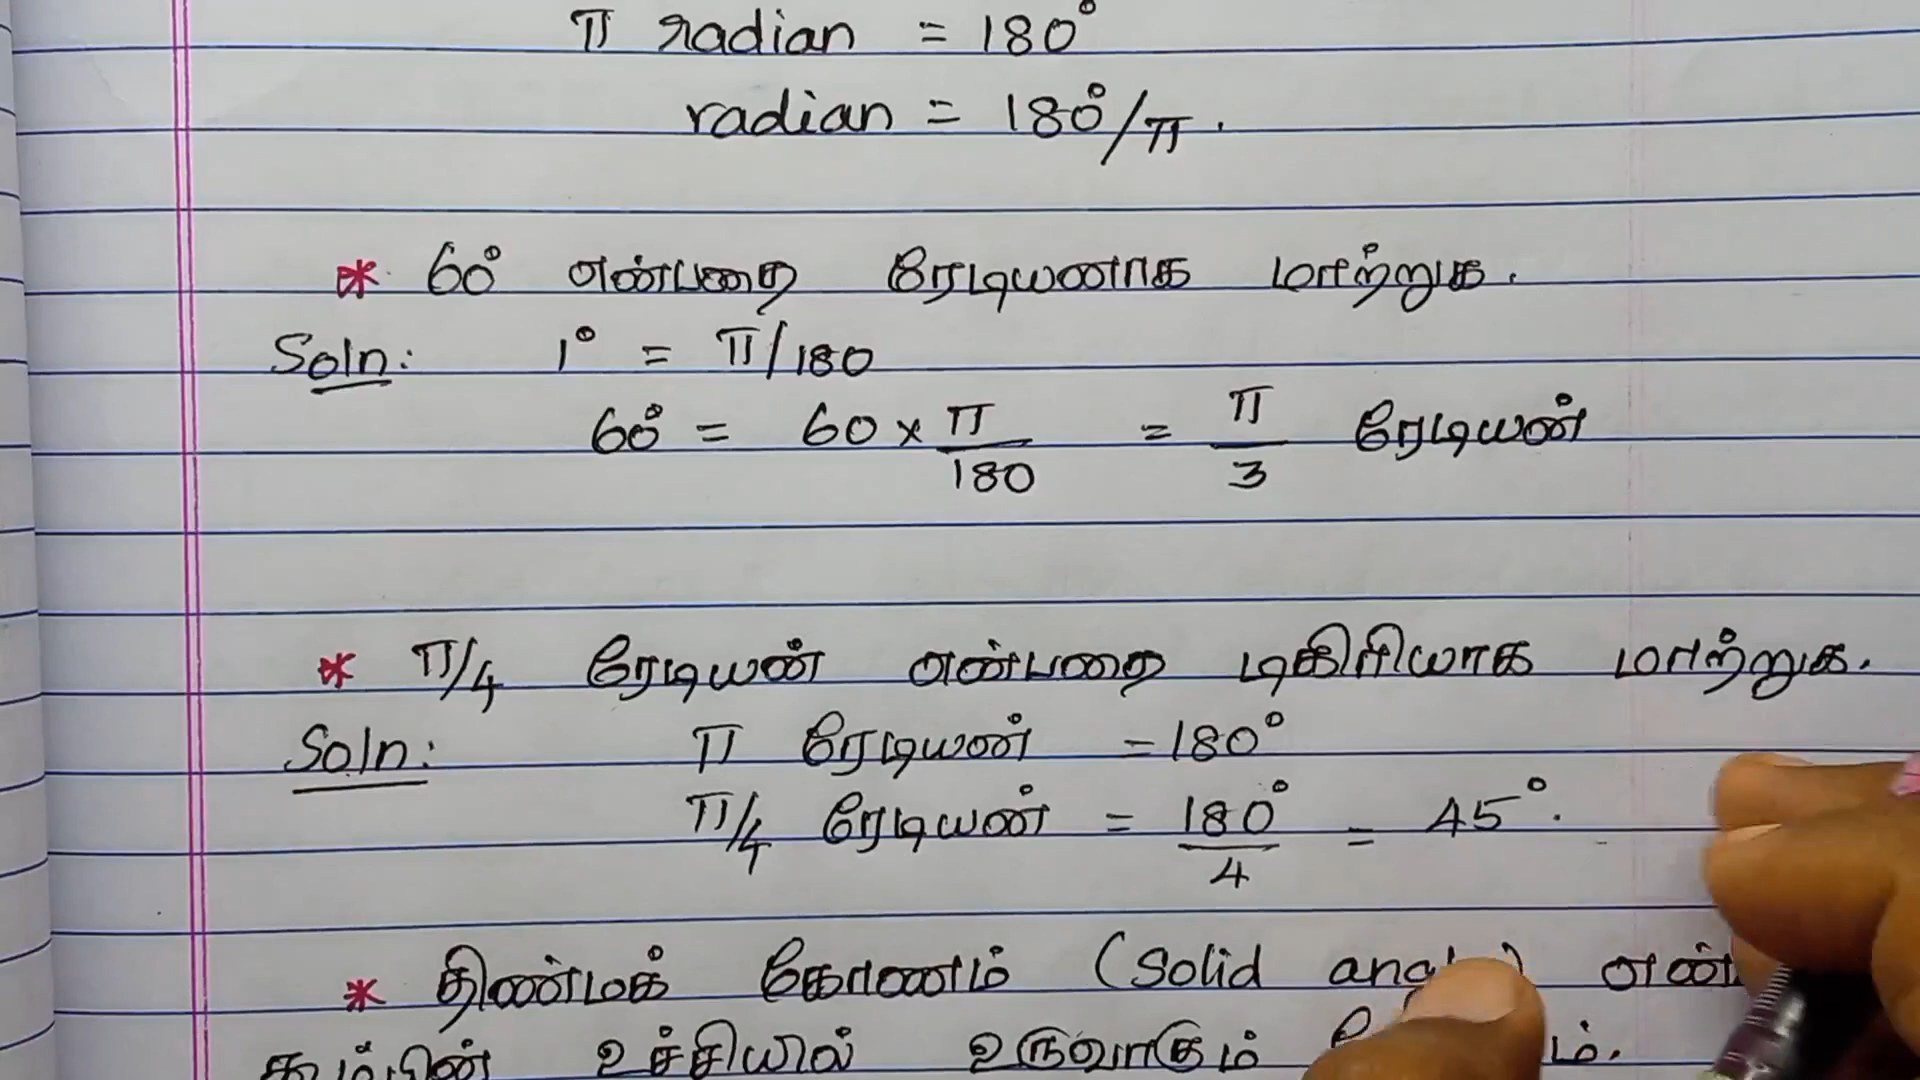 π radian = 180°
radian = 180°/π.
* 60° என்பதை ரேடியனாக மாற்றுக.
Soln: 1° = π/180
60° = 60 × π/180 = π/3 ரேடியன்
* π/4 ரேடியன் என்பதை டிகிரியாக மாற்றுக.
Soln: π ரேடியன் = 180°
π/4 ரேடியன் = 180°/4 = 45°.
* திண்மக் கோணம் (Solid
உச்சியில் உருவாகும்